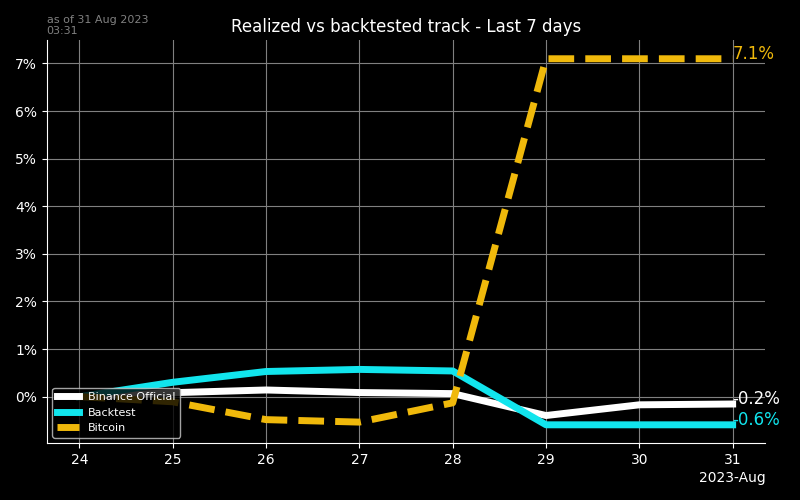 as of 31 Aug 2023
03:31
Realized vs backtested track - Last 7 days
7%
6%
5%
4%
3%
2%
1%
0%
7.1%
-0.2%
-0.6%
Binance Official
Backtest
Bitcoin
24 25 26 27 28 29 30 31
2023-Aug